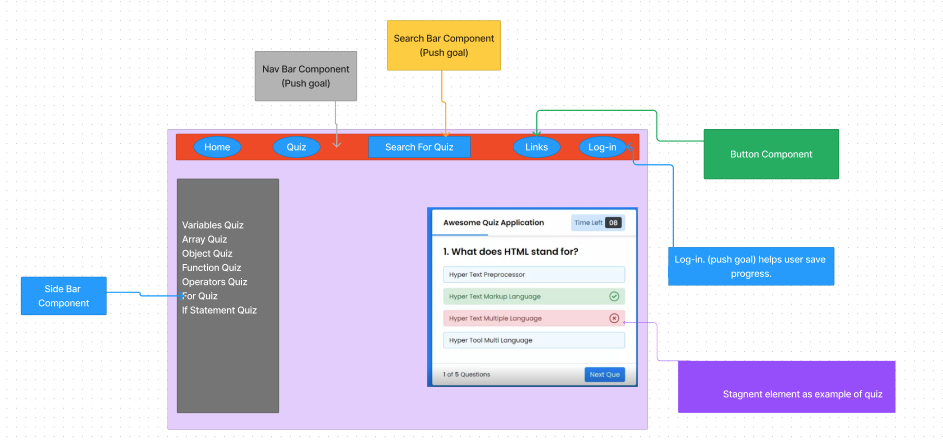 Search Bar Component
(Push goal)
Nav Bar Component
(Push goal)
Home
Quiz
Search For Quiz
Links
Log-in
Button Component
Variables Quiz
Array Quiz
Object Quiz
Function Quiz
Operators Quiz
For Quiz
If Statement Quiz
Side Bar
Component
Awesome Quiz Application
Time Left 08
1. What does HTML stand for?
Hyper Text Preprocessor
Hyper Text Markup Language
Hyper Text Multiple Language
Hyper Tool Multi Language
1 of 5 Questions
Next Que
Log-in. (push goal) helps user save
progress.
Stagnent element as example of quiz